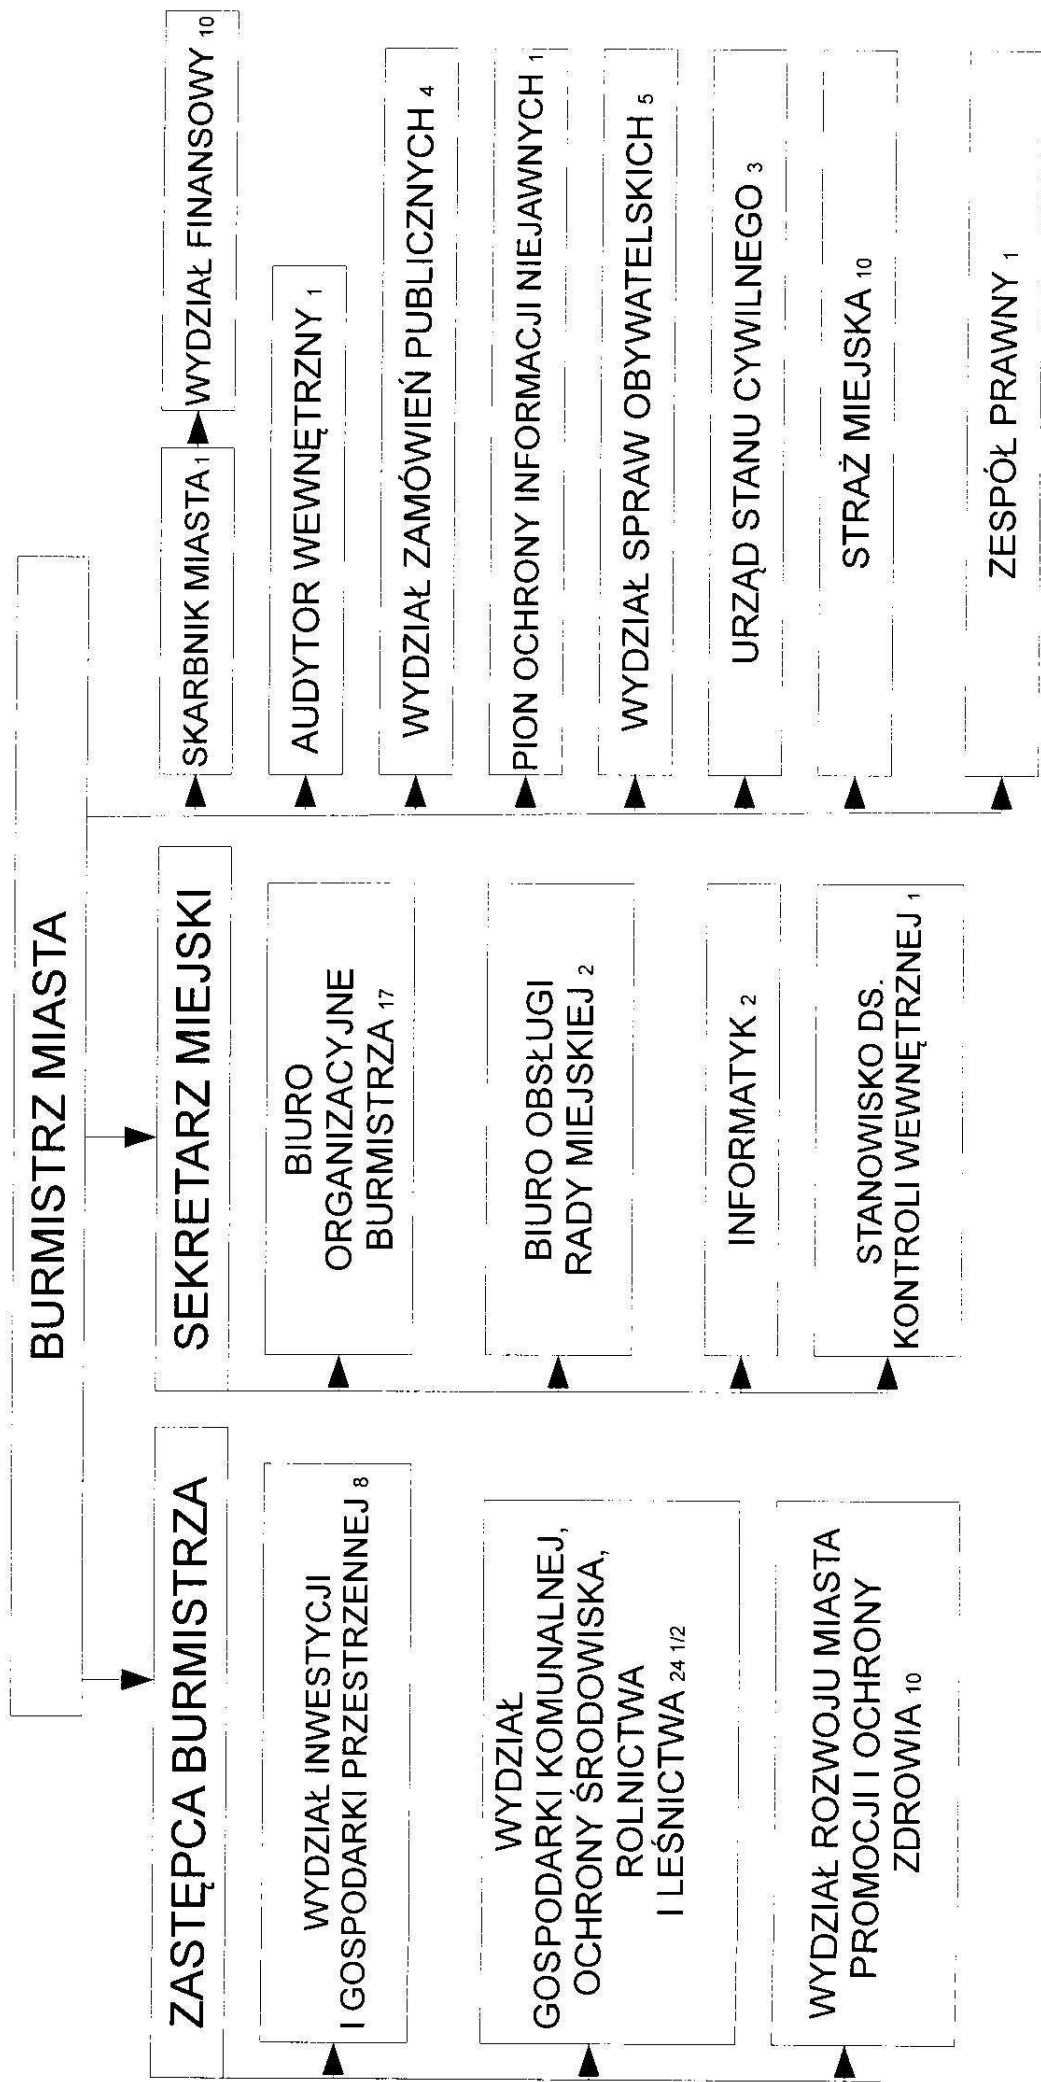 BURMISTRZ MIASTA
ZASTĘPCA BURMISTRZA
WYDZIAŁ INWESTYCJI
I GOSPODARKI PRZESTRZENNEJ 8
WYDZIAŁ
GOSPODARKI KOMUNALNEJ,
OCHRONY ŚRODOWISKA,
ROLNICTWA
I LEŚNICTWA 24 1/2
WYDZIAŁ ROZWOJU MIASTA
PROMOCJI I OCHRONY
ZDROWIA 10
SEKRETARZ MIEJSKI
BIURO
ORGANIZACYJNE
BURMISTRZA 17
BIURO OBSŁUGI
RADY MIEJSKIEJ 2
INFORMATYK 2
STANOWISKO DS.
KONTROLI WEWNĘTRZNEJ 1
SKARBNIK MIASTA 1
WYDZIAŁ FINANSOWY 10
AUDYTOR WEWNĘTRZNY 1
WYDZIAŁ ZAMÓWIEŃ PUBLICZNYCH 4
PION OCHRONY INFORMACJI NIEJAWNYCH 1
WYDZIAŁ SPRAW OBYWATELSKICH 5
URZĄD STANU CYWILNEGO 3
STRAŻ MIEJSKA 10
ZESPÓŁ PRAWNY 1